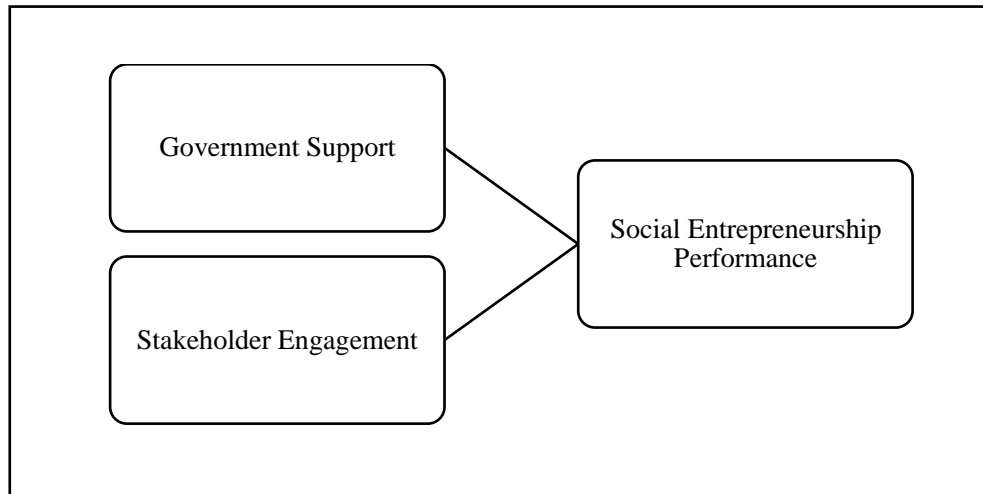 Government Support
Stakeholder Engagement
Social Entrepreneurship
Performance